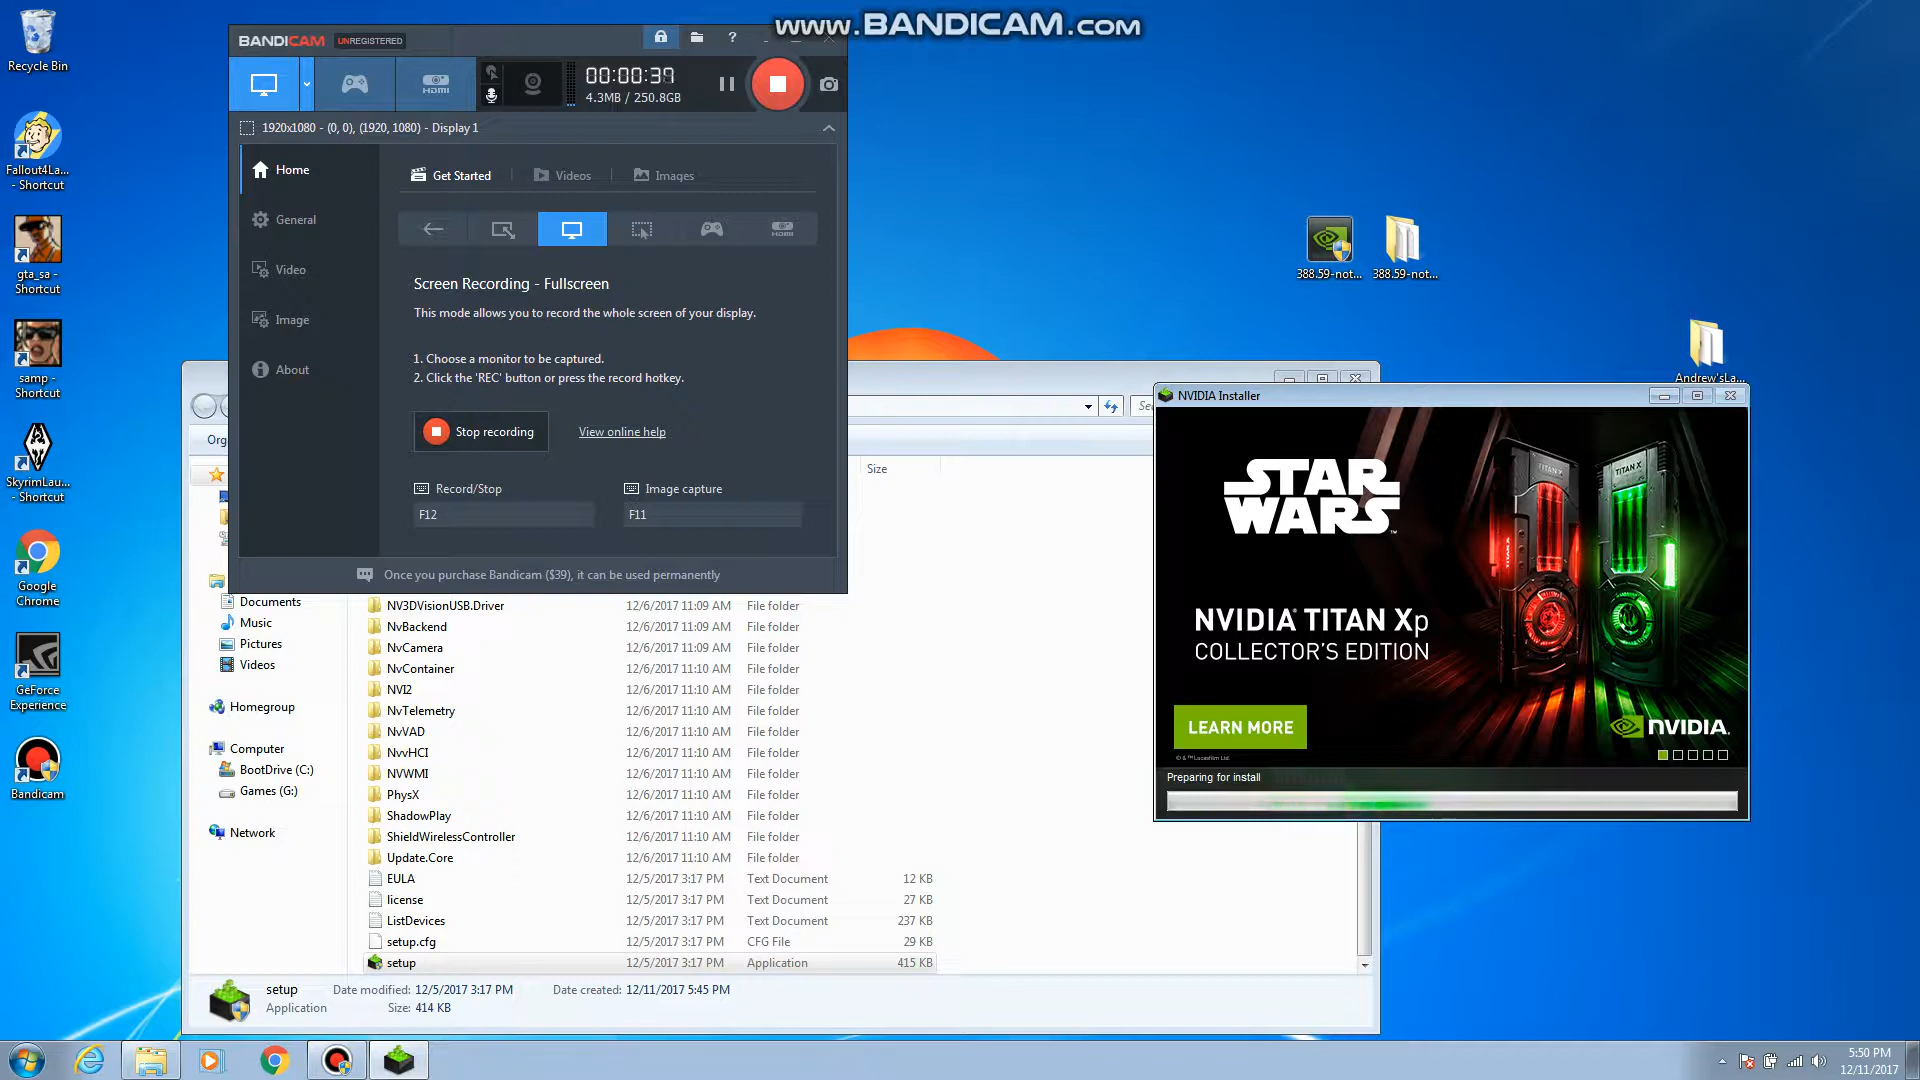 www.BANDICAM.com
Recycle Bin
Fallout4La...
- Shortcut
gta_sa -
Shortcut
samp -
Shortcut
SkyrimLau...
- Shortcut
Google
Chrome
GeForce
Experience
Bandicam
BANDICAM UNREGISTERED
?
HDMI
00:00:39
4.3MB / 250.8GB
1920x1080 - (0, 0), (1920, 1080) - Display 1
Home
General
Video
Image
About
Get Started
Videos
Images
HDMI
Screen Recording - Fullscreen
This mode allows you to record the whole screen of your display.
1. Choose a monitor to be captured.
2. Click the 'REC' button or press the record hotkey.
Stop recording
View online help
Record/Stop
Image capture
F12
F11
Once you purchase Bandicam ($39), it can be used permanently
388.59-not...
388.59-not...
Andrew'sLa...
Org
Sea
Size
Documents
Music
Pictures
Videos
Homegroup
Computer
BootDrive (C:)
Games (G:)
Network
NV3DVisionUSB.Driver 12/6/2017 11:09 AM File folder
NvBackend 12/6/2017 11:09 AM File folder
NvCamera 12/6/2017 11:09 AM File folder
NvContainer 12/6/2017 11:10 AM File folder
NVI2 12/6/2017 11:10 AM File folder
NvTelemetry 12/6/2017 11:10 AM File folder
NvVAD 12/6/2017 11:10 AM File folder
NvvHCI 12/6/2017 11:10 AM File folder
NVWMI 12/6/2017 11:10 AM File folder
PhysX 12/6/2017 11:10 AM File folder
ShadowPlay 12/6/2017 11:10 AM File folder
ShieldWirelessController 12/6/2017 11:10 AM File folder
Update.Core 12/6/2017 11:10 AM File folder
EULA 12/5/2017 3:17 PM Text Document 12 KB
license 12/5/2017 3:17 PM Text Document 27 KB
ListDevices 12/5/2017 3:17 PM Text Document 237 KB
setup.cfg 12/5/2017 3:17 PM CFG File 29 KB
setup 12/5/2017 3:17 PM Application 415 KB
setup Date modified: 12/5/2017 3:17 PM Date created: 12/11/2017 5:45 PM
Application Size: 414 KB
NVIDIA Installer
STAR
WARS™
TITAN X
TITAN X
NVIDIA® TITAN Xp
COLLECTOR'S EDITION
LEARN MORE
NVIDIA.
© & ™ Lucasfilm Ltd.
Preparing for install
5:50 PM
12/11/2017